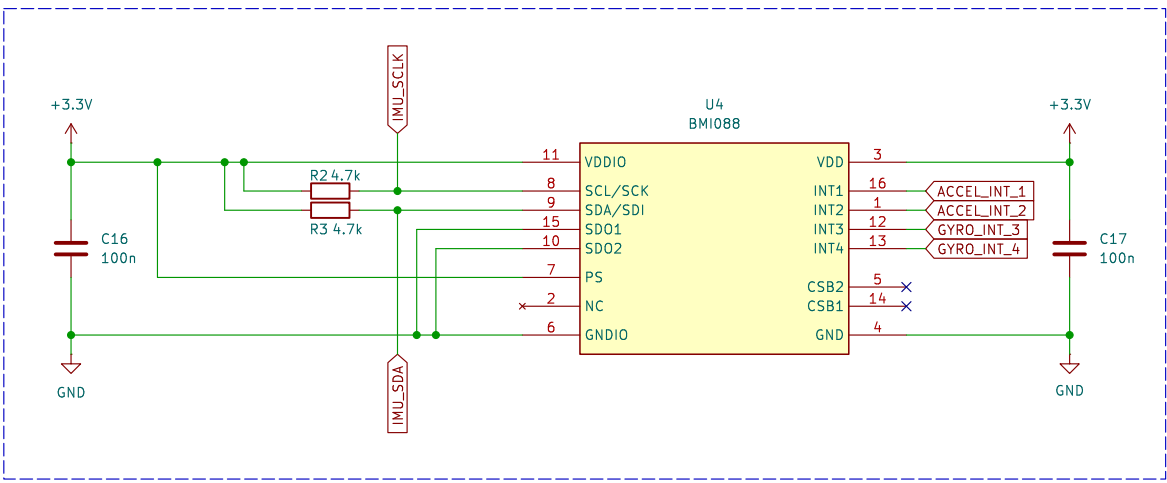 IMU_SCLK
+3.3V
U4
BMI088
+3.3V
11 VDDIO
VDD 3
R2 4.7k
8 SCL/SCK
INT1 16 ACCEL_INT_1
9 SDA/SDI
INT2 1 ACCEL_INT_2
R3 4.7k
15 SDO1
INT3 12 GYRO_INT_3
10 SDO2
INT4 13 GYRO_INT_4
C16
100n
C17
100n
7 PS
CSB2 5
2 NC
CSB1 14
6 GNDIO
GND 4
GND
IMU_SDA
GND